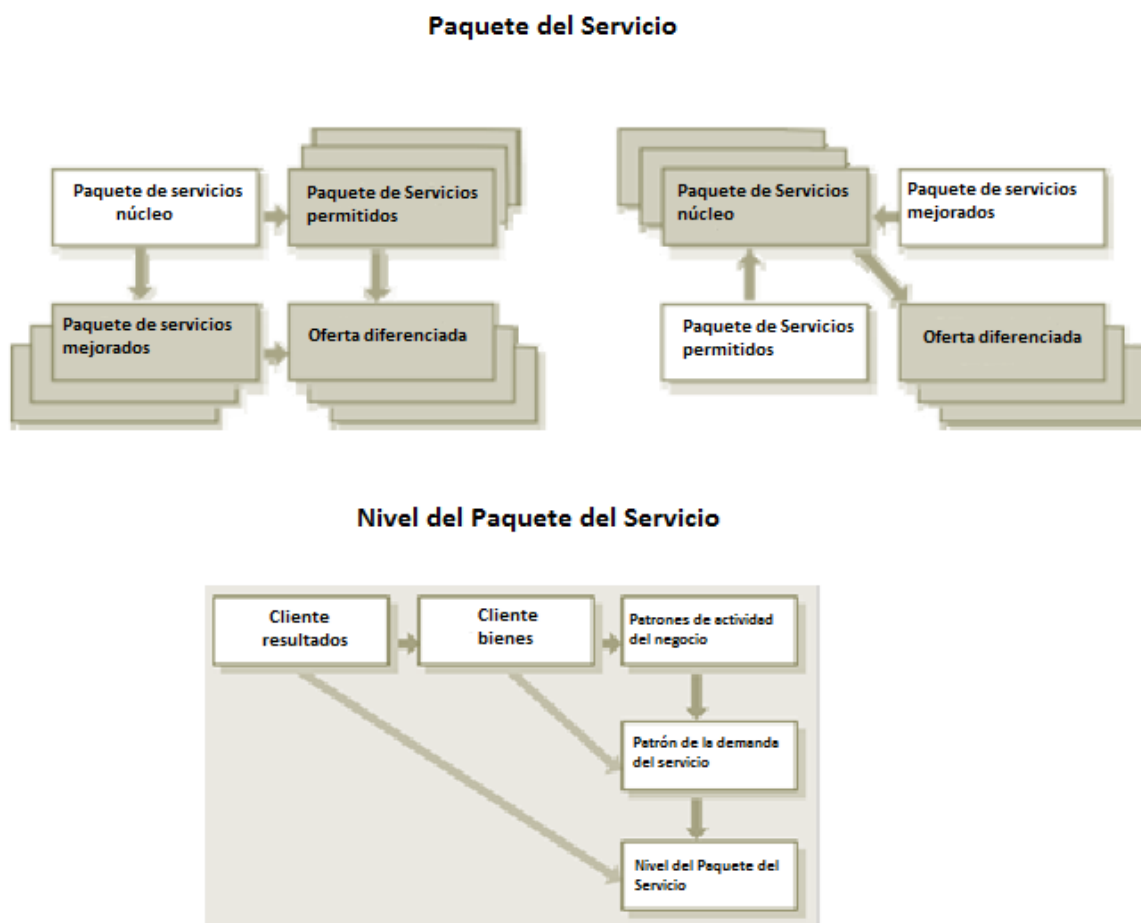 Paquete del Servicio
Paquete de servicios
núcleo
Paquete de Servicios
permitidos
Paquete de servicios
mejorados
Oferta diferenciada
Paquete de Servicios
núcleo
Paquete de servicios
mejorados
Paquete de Servicios
permitidos
Oferta diferenciada
Nivel del Paquete del Servicio
Cliente
resultados
Cliente
bienes
Patrones de actividad
del negocio
Patrón de la demanda
del servicio
Nivel del Paquete del
Servicio